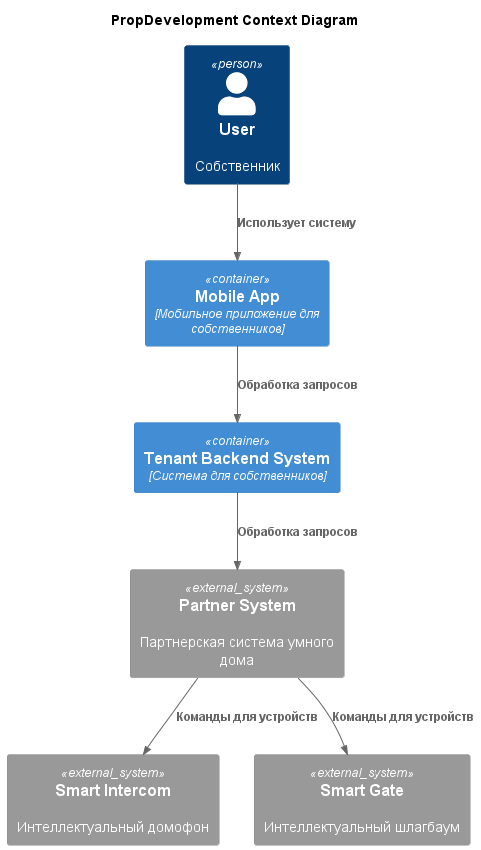 PropDevelopment Context Diagram
«person»
User
Собственник
Использует систему
«container»
Mobile App
[Мобильное приложение для
собственников]
Обработка запросов
«container»
Tenant Backend System
[Система для собственников]
Обработка запросов
«external_system»
Partner System
Партнерская система умного
дома
Команды для устройств
Команды для устройств
«external_system»
Smart Intercom
Интеллектуальный домофон
«external_system»
Smart Gate
Интеллектуальный шлагбаум